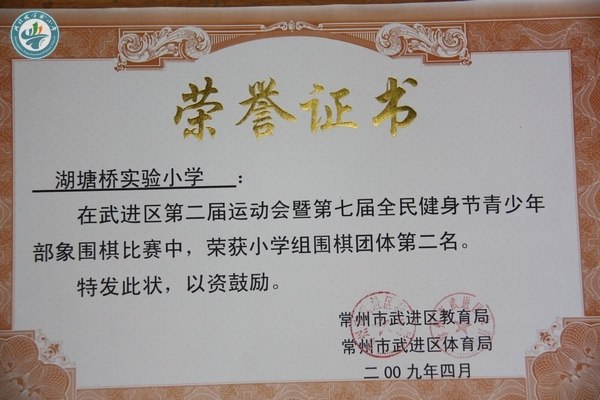 荣誉证书
湖塘桥实验小学：
在武进区第二届运动会暨第七届全民健身节青少年
部象围棋比赛中，荣获小学组围棋团体第二名。
特发此状，以资鼓励。
常州市武进区教育局
常州市武进区体育局
二00九年四月